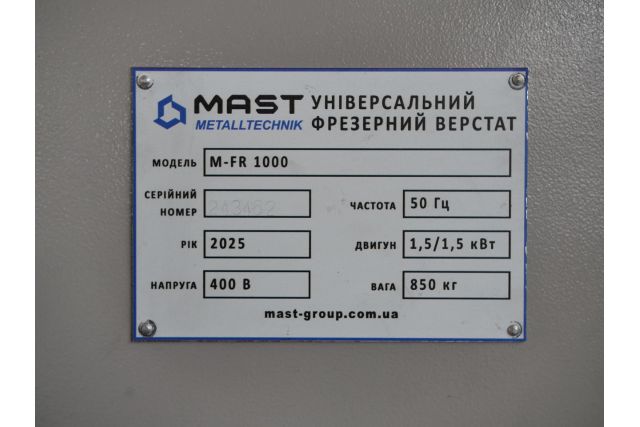 MAST
METALLTECHNIK
УНІВЕРСАЛЬНИЙ
ФРЕЗЕРНИЙ ВЕРСТАТ
МОДЕЛЬ M-FR 1000
СЕРІЙНИЙ
НОМЕР
ЧАСТОТА 50 Гц
РІК 2025 ДВИГУН 1,5/1,5 кВт
НАПРУГА 400 В ВАГА 850 кг
mast-group.com.ua